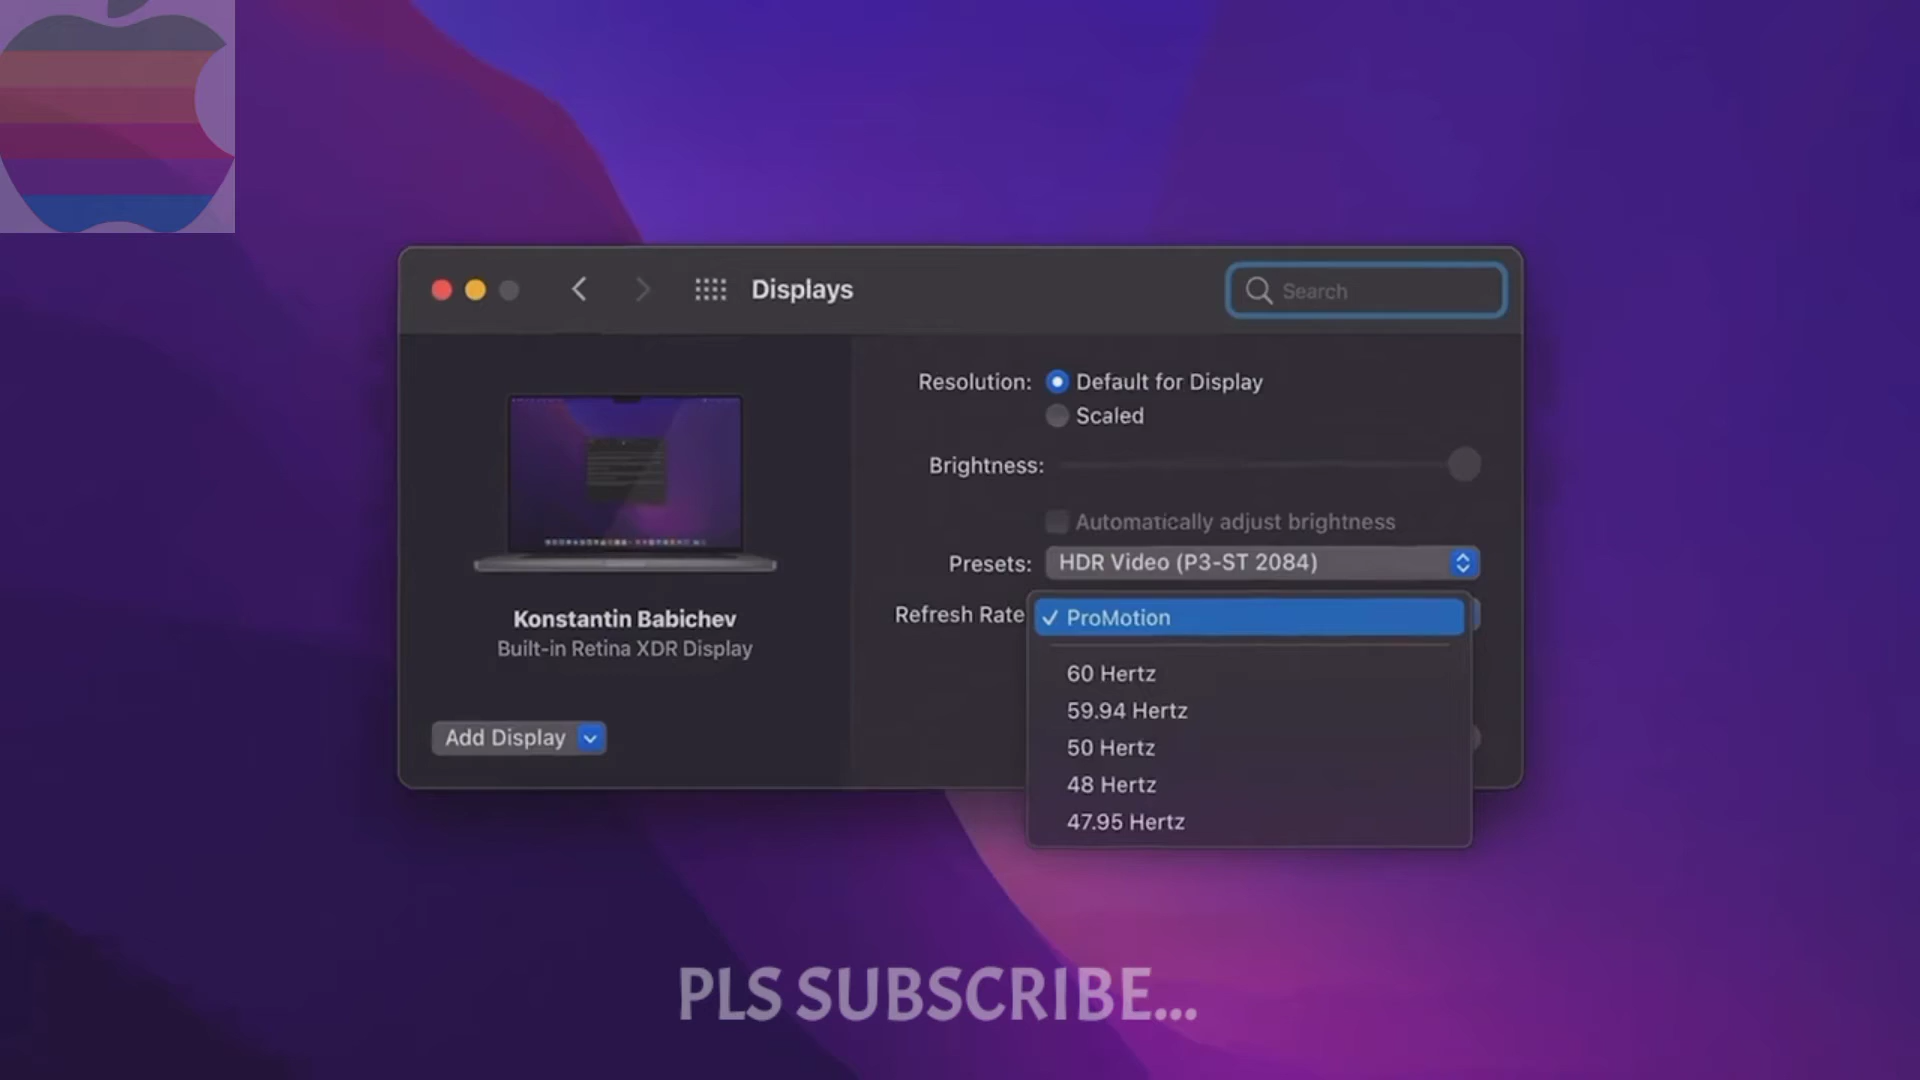 Displays
Search
Resolution: Default for Display
Scaled
Brightness:
Automatically adjust brightness
Presets: HDR Video (P3-ST 2084)
Refresh Rate ✓ ProMotion
60 Hertz
59.94 Hertz
50 Hertz
48 Hertz
47.95 Hertz
Konstantin Babichev
Built-in Retina XDR Display
Add Display
PLS SUBSCRIBE...